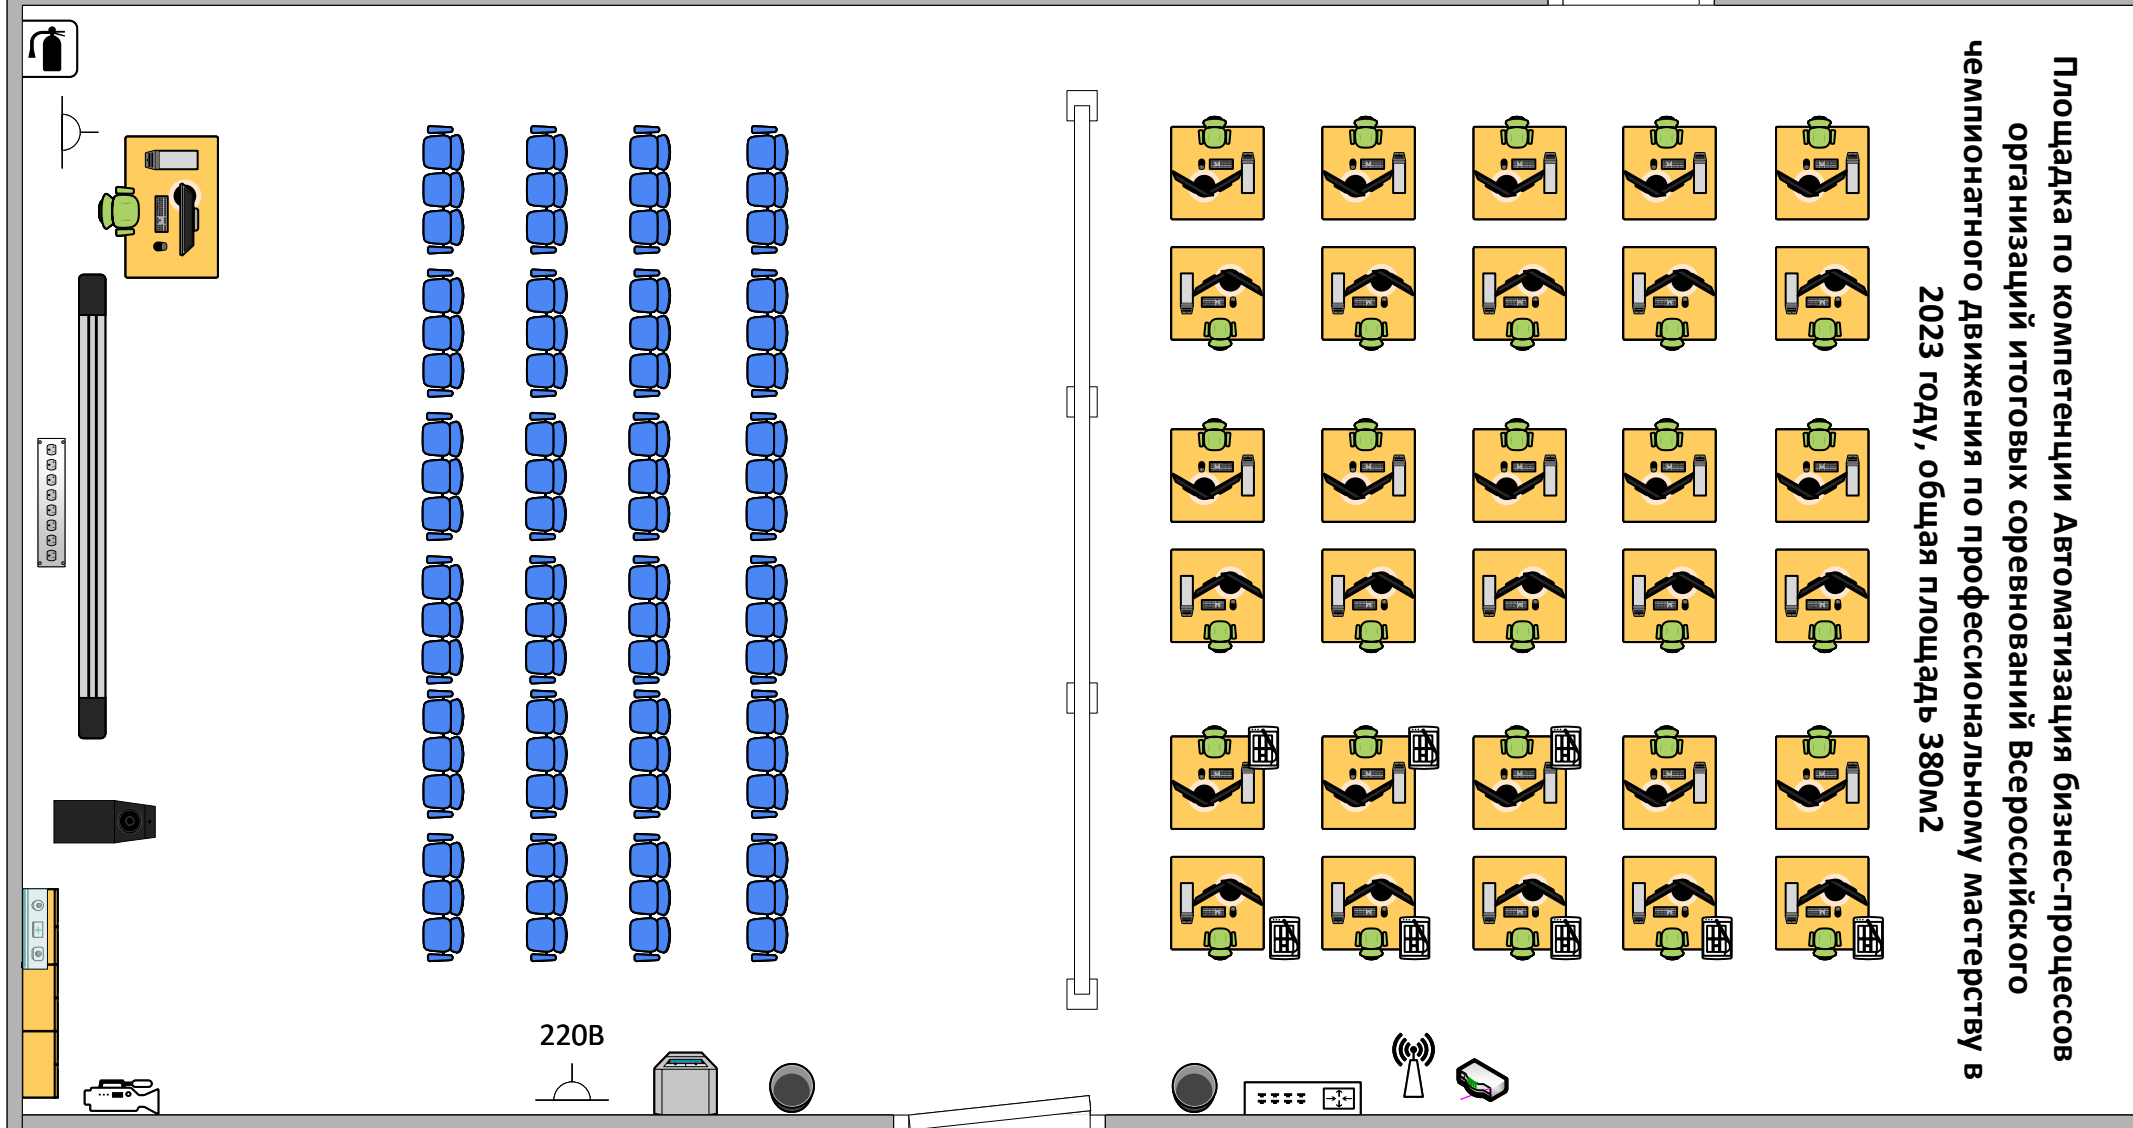 Площадка по компетенции Автоматизация бизнес-процессов
организаций итоговых соревнований Всероссийского
чемпионатного движения по профессиональному мастерству в
2023 году, общая площадь 380м2
220В